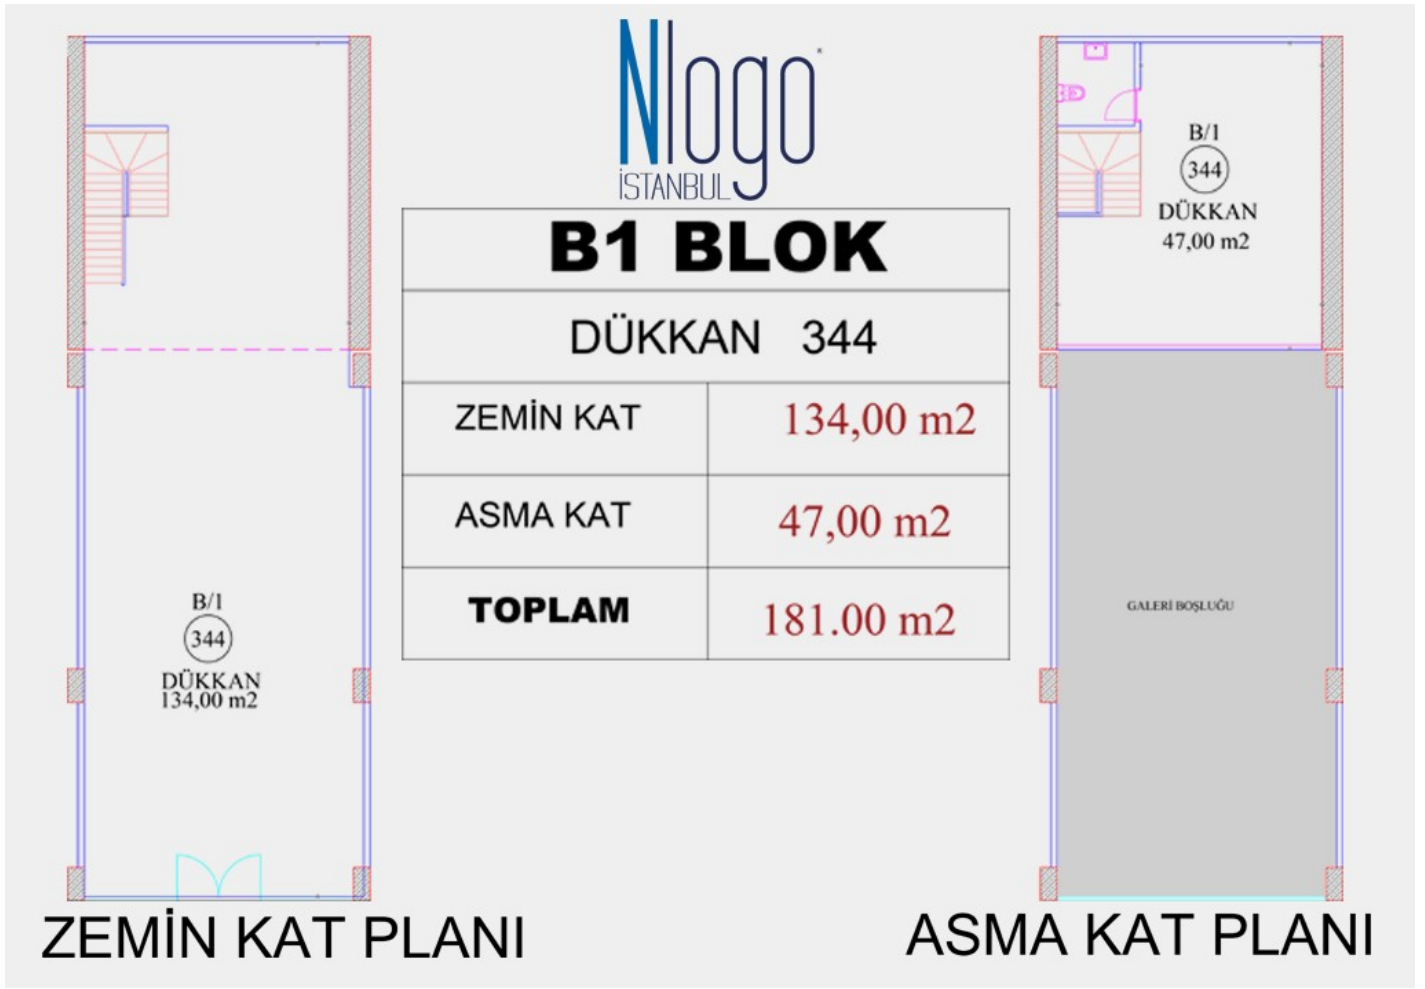 Nlogo
İSTANBUL
B1 BLOK
DÜKKAN 344
ZEMİN KAT 134,00 m2
ASMA KAT 47,00 m2
TOPLAM 181.00 m2
B/1
344
DÜKKAN
134,00 m2
ZEMİN KAT PLANI
B/1
344
DÜKKAN
47,00 m2
GALERİ BOŞLUĞU
ASMA KAT PLANI